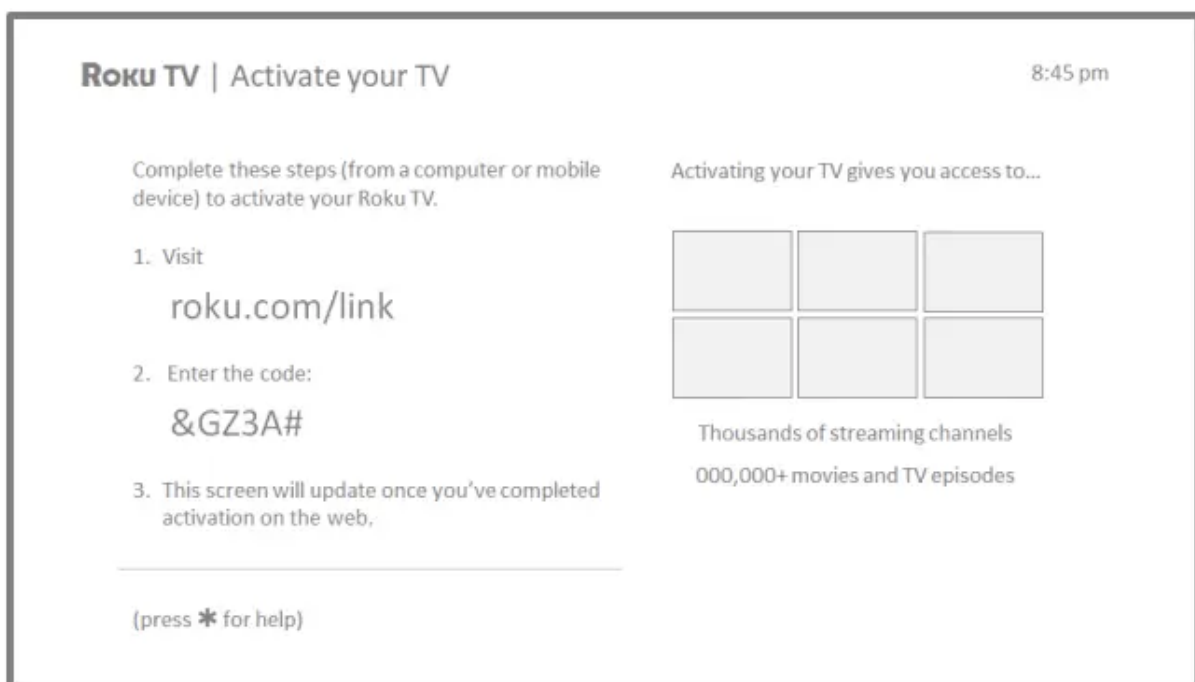 ROKU TV | Activate your TV
8:45 pm
Complete these steps (from a computer or mobile
device) to activate your Roku TV.
1. Visit
roku.com/link
2. Enter the code:
&GZ3A#
3. This screen will update once you’ve completed
activation on the web.
(press ✱ for help)
Activating your TV gives you access to...
Thousands of streaming channels
000,000+ movies and TV episodes